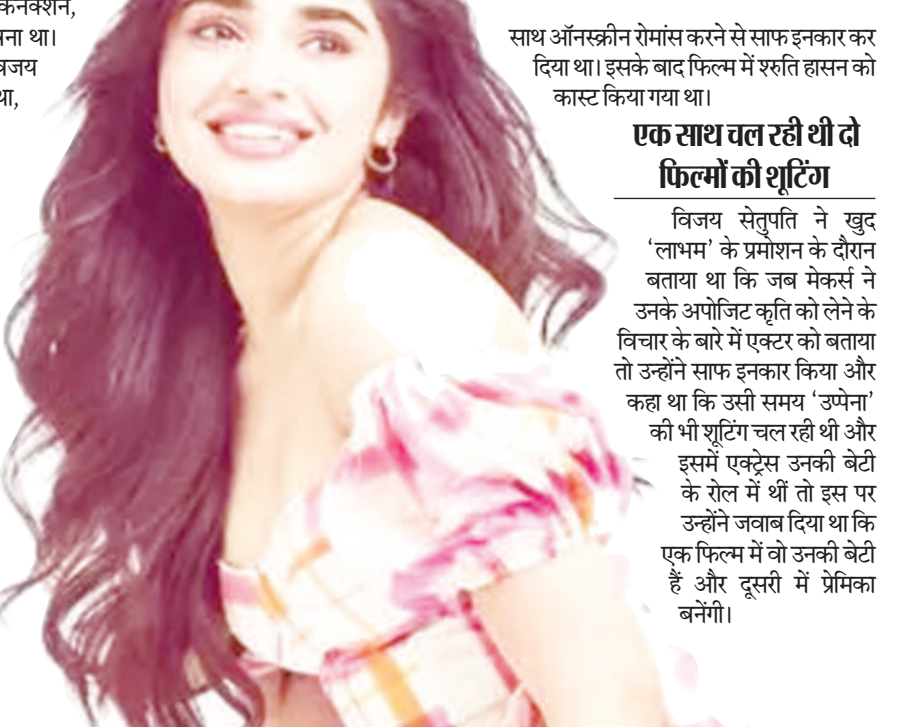 कनेक्शन,
था।
था,
साथ ऑनस्क्रीन रोमांस करने से साफ इनकार कर
दिया था। इसके बाद फिल्म में श्रुति हासन को
कास्ट किया गया था।
एक साथ चल रही थी दो
फिल्मों की शूटिंग
विजय सेतुपति ने खुद
‘लाभम’ के प्रमोशन के दौरान
बताया था कि जब मेकर्स ने
उनके अपोजिट कृति को लेने के
विचार के बारे में एक्टर को बताया
तो उन्होंने साफ इनकार किया और
कहा था कि उसी समय ‘उप्पेना’
की भी शूटिंग चल रही थी और
इसमें एक्ट्रेस उनकी बेटी
के रोल में थीं तो इस पर
उन्होंने जवाब दिया था कि
एक फिल्म में वो उनकी बेटी
हैं और दूसरी में प्रेमिका
बनेंगी।